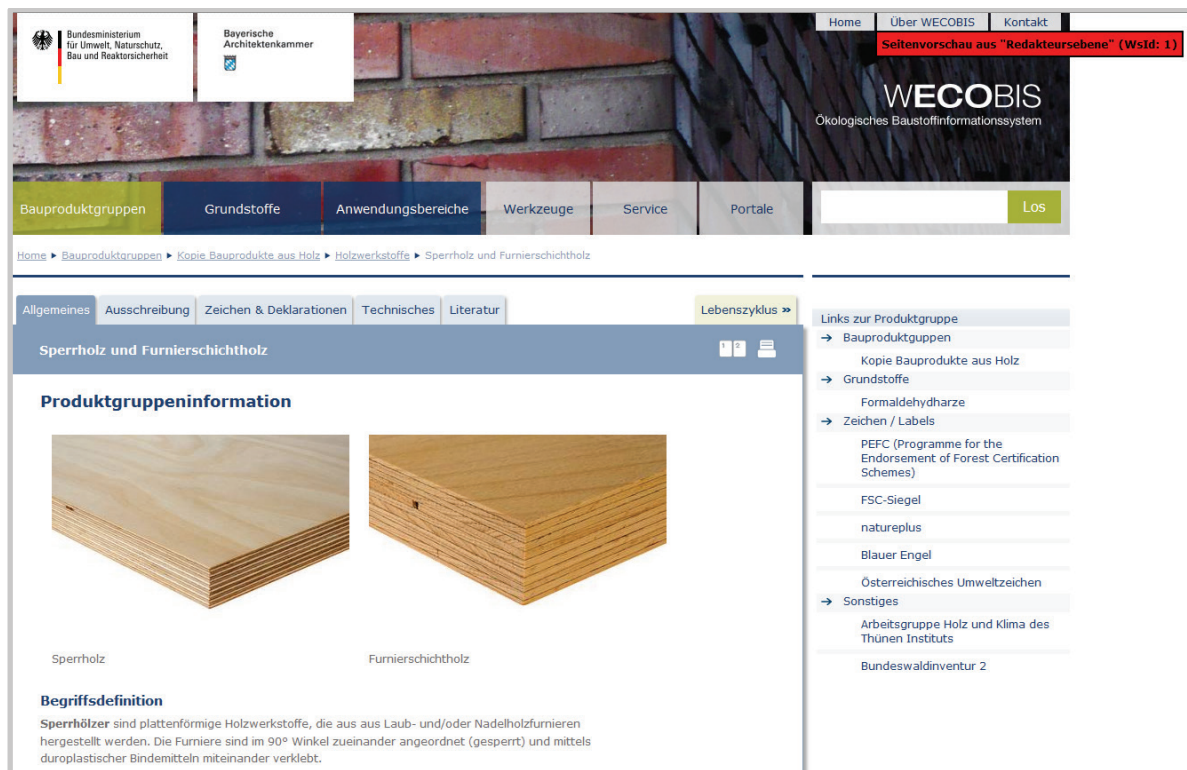 Bundesministerium
für Umwelt, Naturschutz,
Bau und Reaktorsicherheit
Bayerische
Architektenkammer
Home Über WECOBIS Kontakt
Seitenvorschau aus "Redakteursebene" (WsId: 1)
WECOBIS
Ökologisches Baustoffinformationssystem
Bauproduktgruppen Grundstoffe Anwendungsbereiche Werkzeuge Service Portale Los
Home ▸ Bauproduktgruppen ▸ Kopie Bauprodukte aus Holz ▸ Holzwerkstoffe ▸ Sperrholz und Furnierschichtholz
Allgemeines Ausschreibung Zeichen & Deklarationen Technisches Literatur Lebenszyklus »
Sperrholz und Furnierschichtholz 1 2
Produktgruppeninformation
Sperrholz Furnierschichtholz
Begriffsdefinition
Sperrhölzer sind plattenförmige Holzwerkstoffe, die aus aus Laub- und/oder Nadelholzfurnieren
hergestellt werden. Die Furniere sind im 90º Winkel zueinander angeordnet (gesperrt) und mittels
duroplastischer Bindemitteln miteinander verklebt.
Links zur Produktgruppe
→ Bauproduktguppen
Kopie Bauprodukte aus Holz
→ Grundstoffe
Formaldehydharze
→ Zeichen / Labels
PEFC (Programme for the
Endorsement of Forest Certification
Schemes)
FSC-Siegel
natureplus
Blauer Engel
Österreichisches Umweltzeichen
→ Sonstiges
Arbeitsgruppe Holz und Klima des
Thünen Instituts
Bundeswaldinventur 2